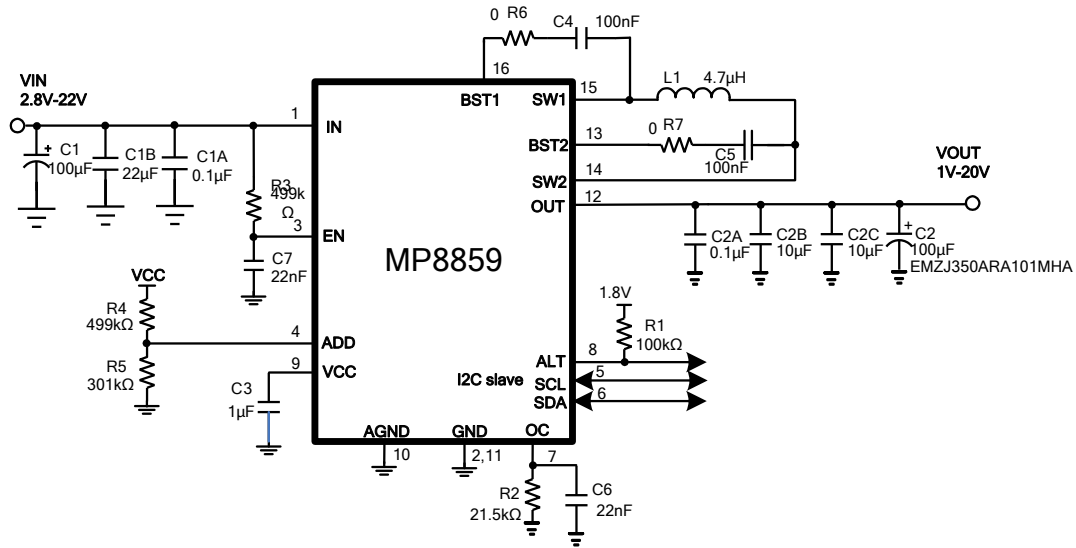 0 R6
C4
100nF
16
BST1
SW1
15
L1
4.7µH
VIN
2.8V-22V
1
IN
C1
+
100µF
C1B
22µF
C1A
0.1µF
R3
499k
Ω
BST2
13
0 R7
C5
100nF
SW2
14
VOUT
1V-20V
OUT
12
3
EN
C7
22nF
MP8859
C2A
0.1µF
C2B
10µF
C2C
10µF
+
C2
100µF
EMZJ350ARA101MHA
VCC
R4
499kΩ
4
ADD
R5
301kΩ
9
VCC
C3
1µF
1.8V
R1
100kΩ
ALT
8
I2C slave
SCL
5
SDA
6
AGND
10
GND
2,11
OC
7
R2
21.5kΩ
C6
22nF